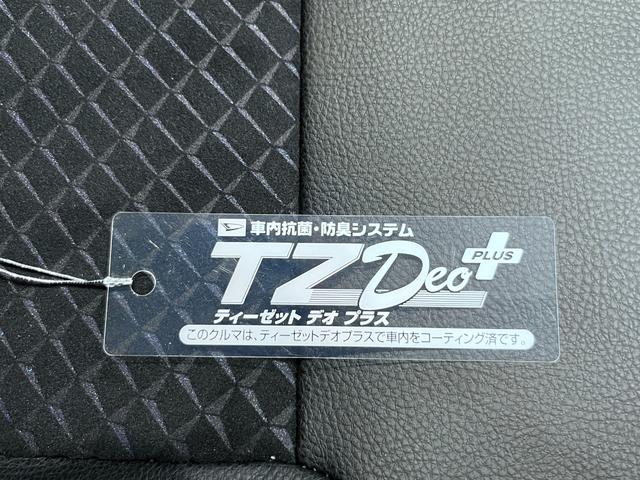 車内抗菌・防臭システム
TZ Deo PLUS
ティーゼット デオ プラス
このクルマは、ティーゼットデオプラスで車内をコーティング済です。